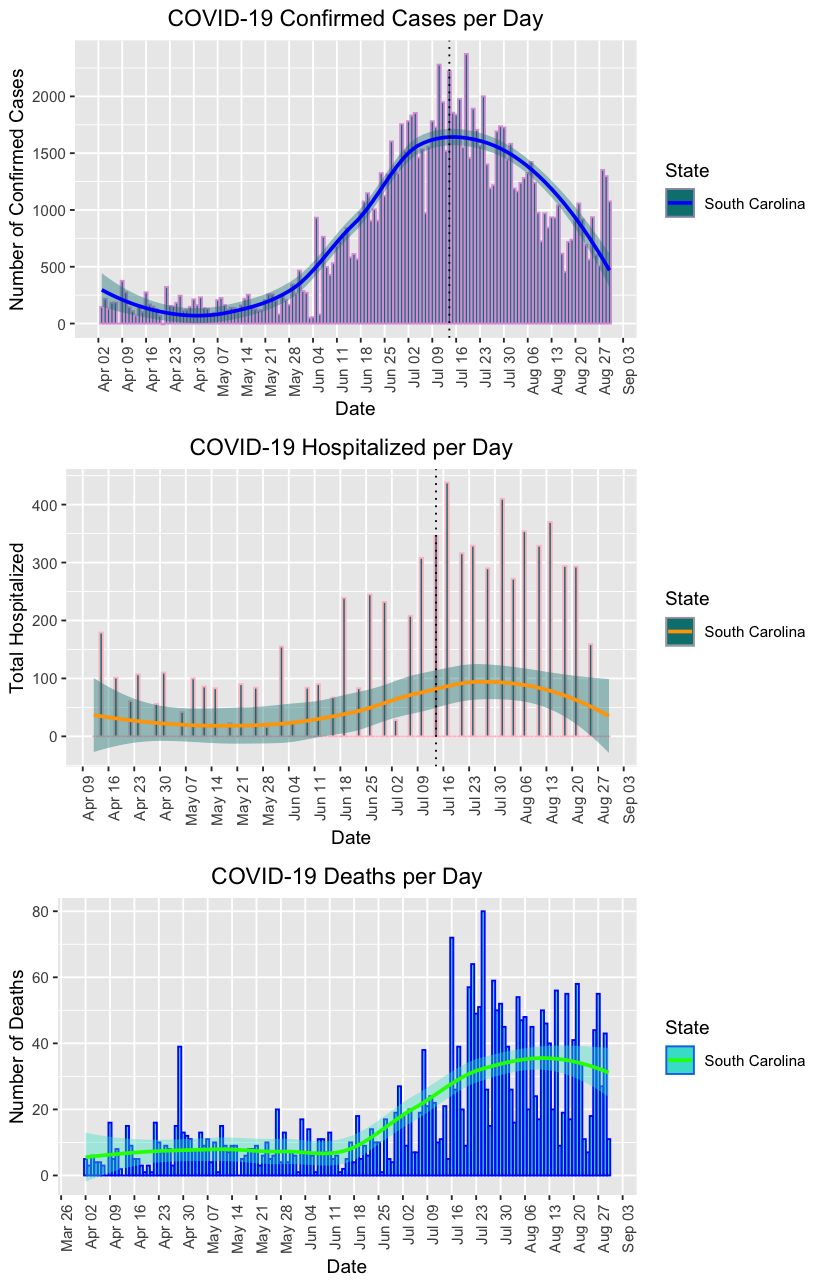 COVID-19 Confirmed Cases per Day
Number of Confirmed Cases
2000
1500
1000
500
0
Apr 02
Apr 09
Apr 16
Apr 23
Apr 30
May 07
May 14
May 21
May 28
Jun 04
Jun 11
Jun 18
Jun 25
Jul 02
Jul 09
Jul 16
Jul 23
Jul 30
Aug 06
Aug 13
Aug 20
Aug 27
Sep 03
Date
State
South Carolina
COVID-19 Hospitalized per Day
Total Hospitalized
400
300
200
100
0
Apr 09
Apr 16
Apr 23
Apr 30
May 07
May 14
May 21
May 28
Jun 04
Jun 11
Jun 18
Jun 25
Jul 02
Jul 09
Jul 16
Jul 23
Jul 30
Aug 06
Aug 13
Aug 20
Aug 27
Sep 03
Date
State
South Carolina
COVID-19 Deaths per Day
Number of Deaths
80
60
40
20
0
Mar 26
Apr 02
Apr 09
Apr 16
Apr 23
Apr 30
May 07
May 14
May 21
May 28
Jun 04
Jun 11
Jun 18
Jun 25
Jul 02
Jul 09
Jul 16
Jul 23
Jul 30
Aug 06
Aug 13
Aug 20
Aug 27
Sep 03
Date
State
South Carolina